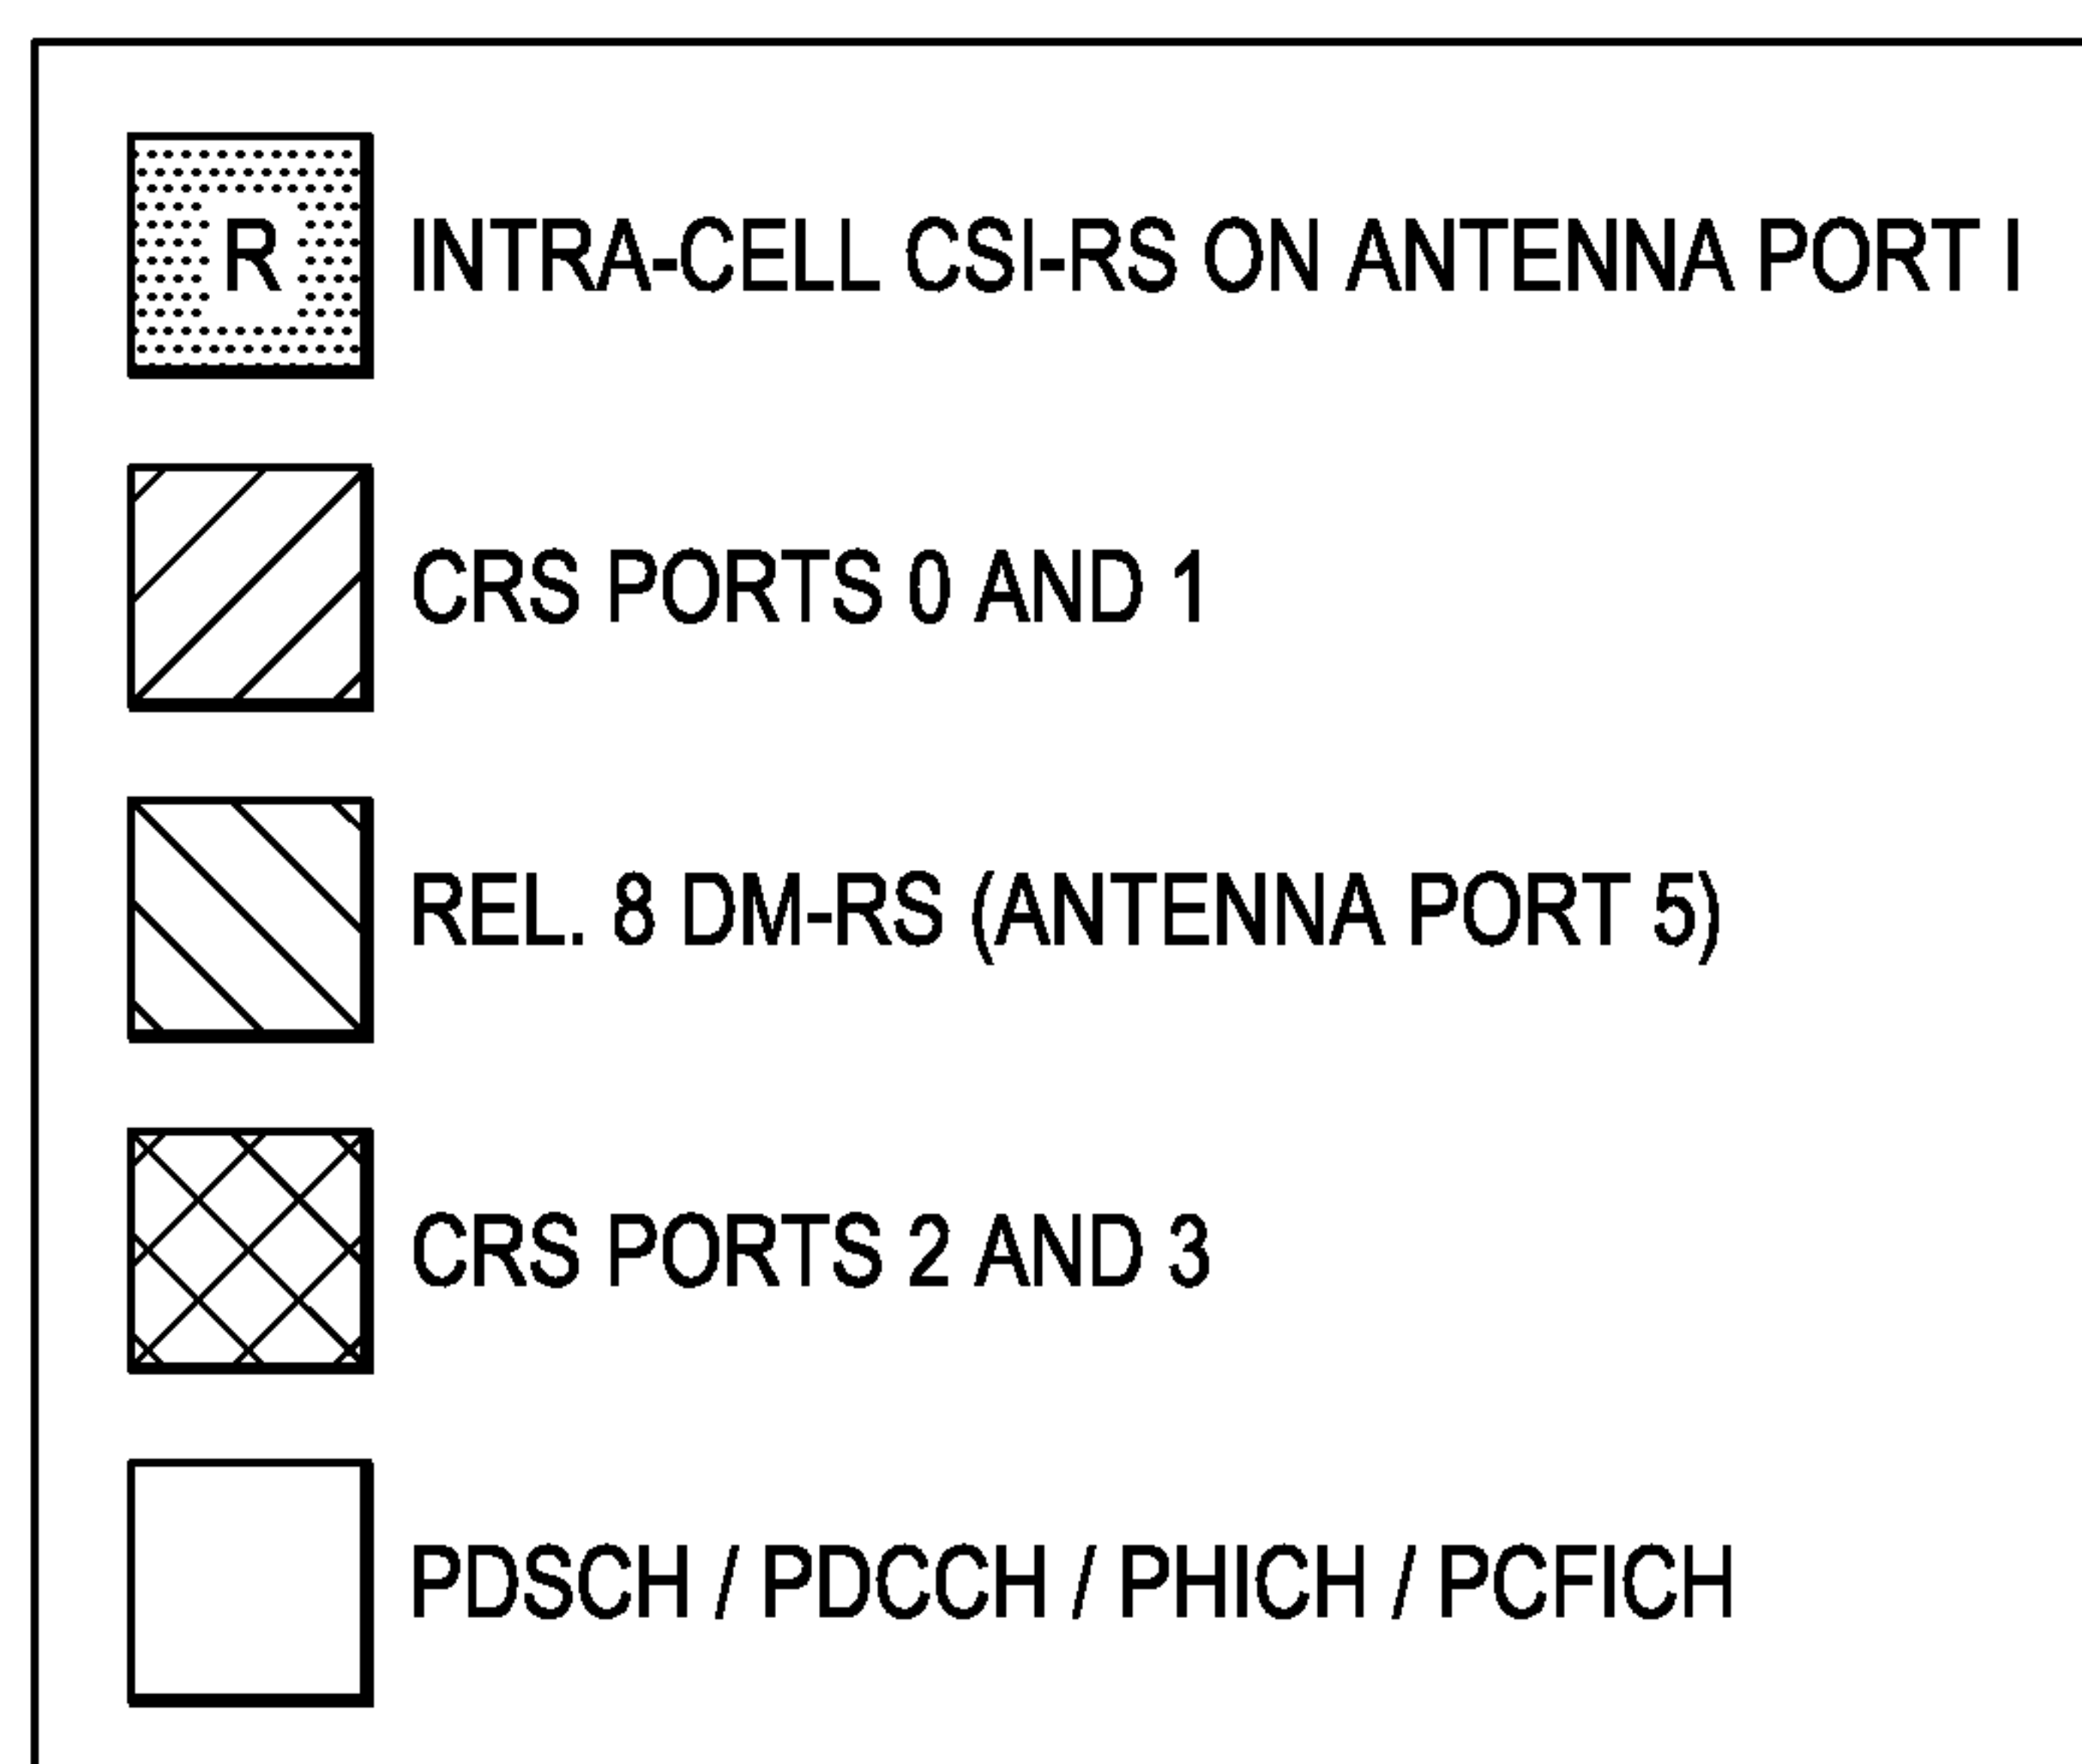 R INTRA-CELL CSI-RS ON ANTENNA PORT I
CRS PORTS 0 AND 1
REL. 8 DM-RS (ANTENNA PORT 5)
CRS PORTS 2 AND 3
PDSCH / PDCCH / PHICH / PCFICH